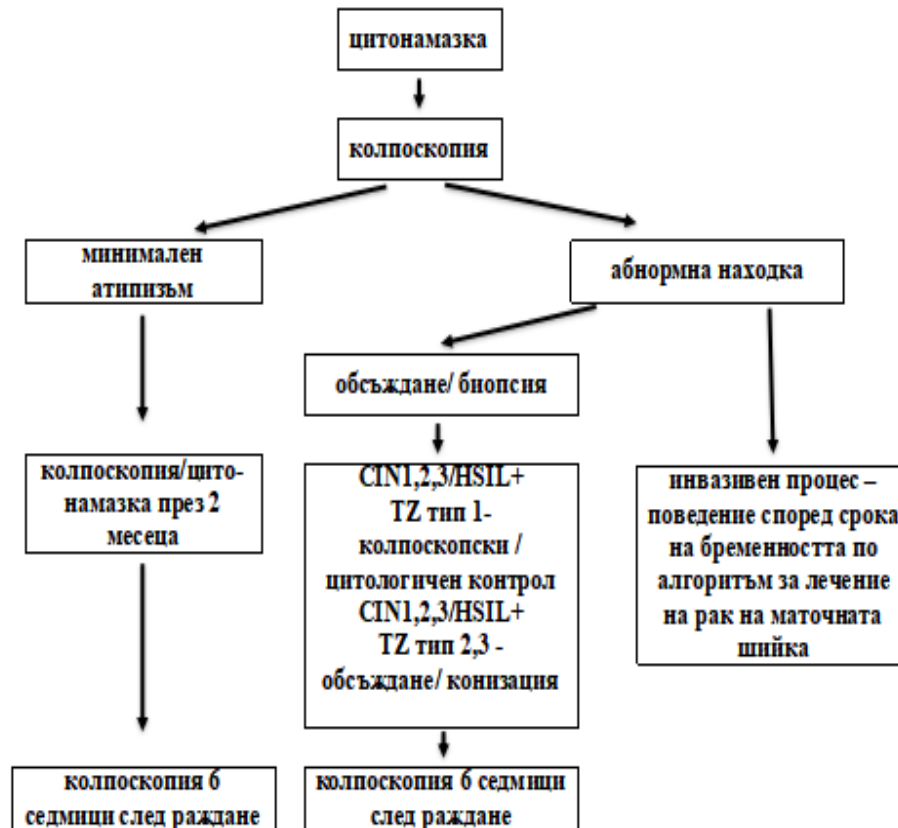 цитонамазка
колпоскопия
минимален
атипизъм
абнормна находка
обсъждане/ биопсия
колпоскопия/цито-
намазка през 2
месеца
CIN1,2,3/HSIL+
TZ тип 1-
колпоскопски /
цитологичен контрол
CIN1,2,3/HSIL+
TZ тип 2,3 -
обсъждане/ конизация
инвазивен процес –
поведение според срока
на бременността по
алгоритъм за лечение
на рак на маточната
шийка
колпоскопия 6
седмици след раждане
колпоскопия 6 седмици
след раждане